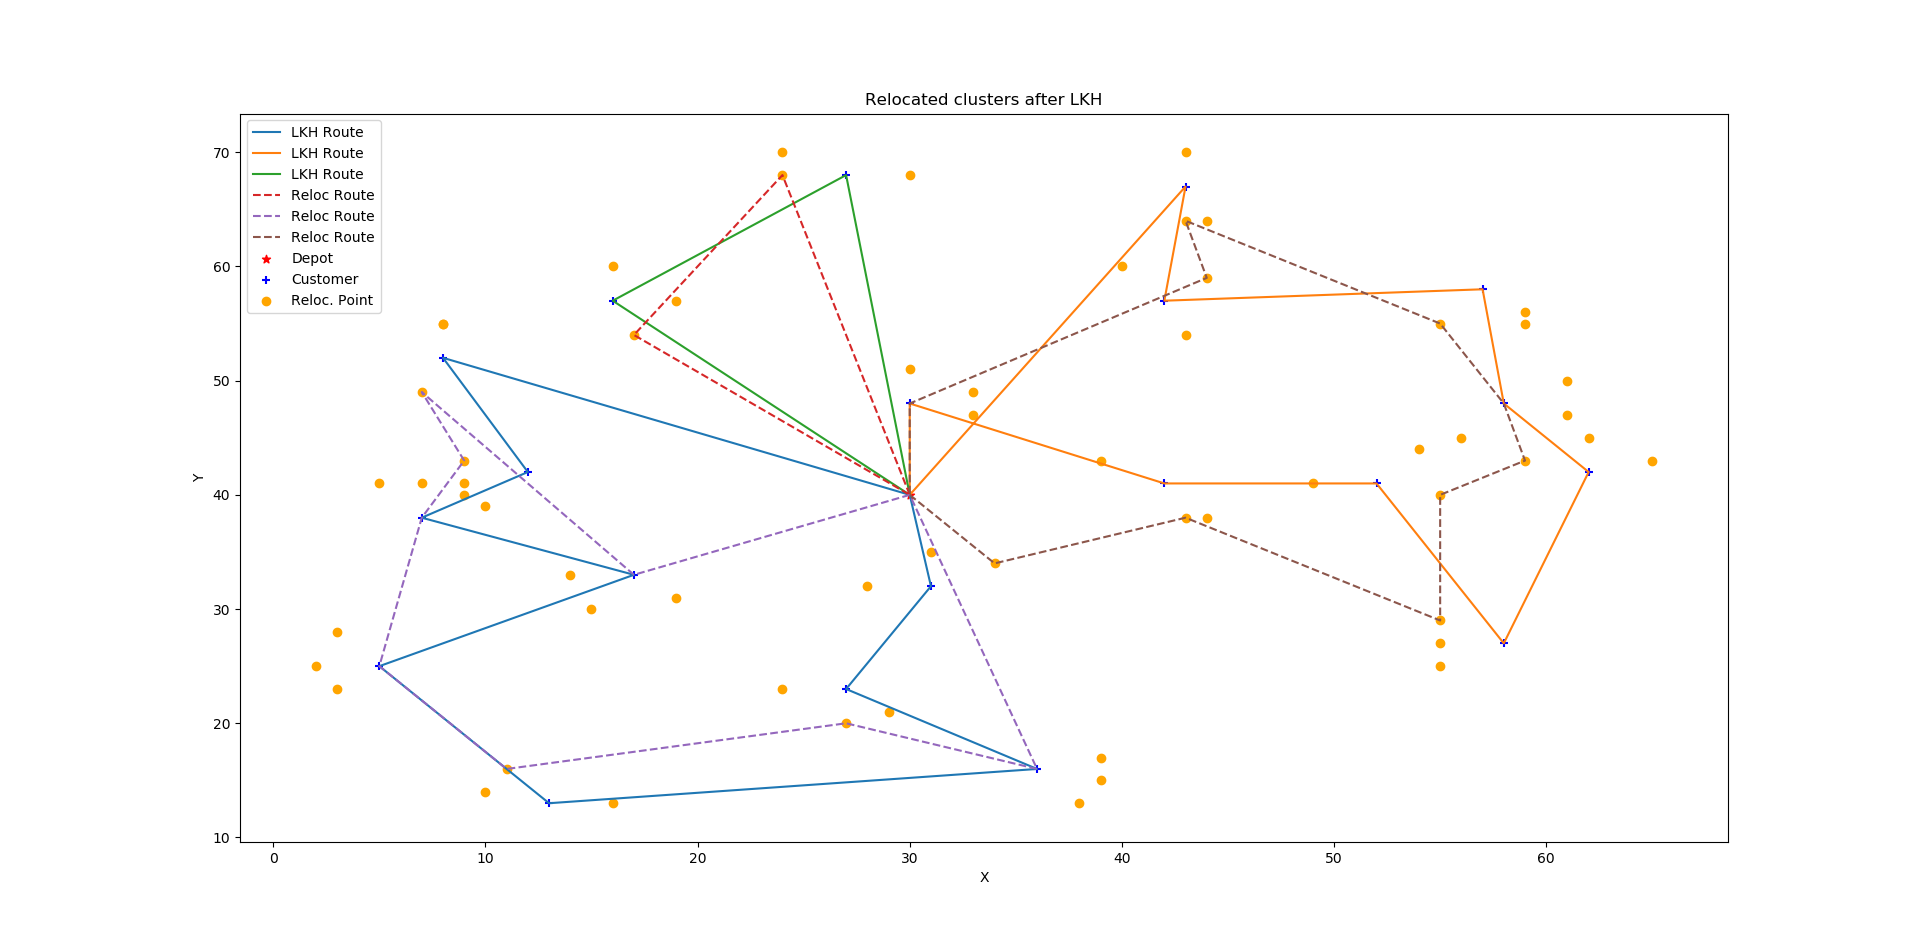 Relocated clusters after LKH
LKH Route
LKH Route
LKH Route
Reloc Route
Reloc Route
Reloc Route
Depot
Customer
Reloc. Point
70
60
50
40
30
20
10
Y
0 10 20 30 40 50 60
X